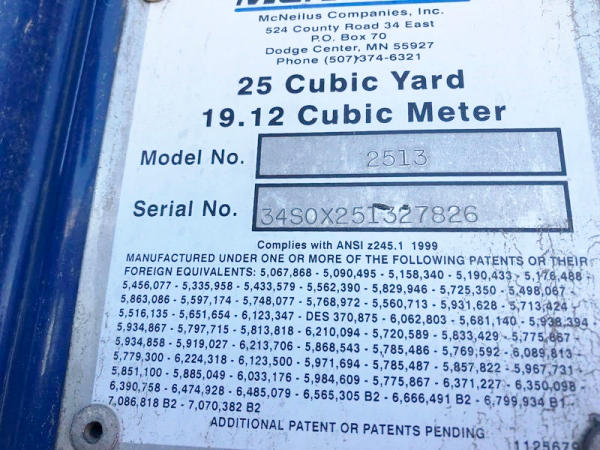 McNeilus Companies, Inc.
524 County Road 34 East
P.O. Box 70
Dodge Center, MN 55927
Phone (507)374-6321
25 Cubic Yard
19.12 Cubic Meter
Model No. 2513
Serial No. 34S0X251327826
Complies with ANSI z245.1 1999
MANUFACTURED UNDER ONE OR MORE OF THE FOLLOWING PATENTS OR THEIR
FOREIGN EQUIVALENTS: 5,067,868 - 5,090,495 - 5,158,340 - 5,190,433 - 5,176,488 -
5,456,077 - 5,335,958 - 5,433,579 - 5,562,390 - 5,829,946 - 5,725,350 - 5,498,067 -
5,863,086 - 5,597,174 - 5,748,077 - 5,768,972 - 5,560,713 - 5,931,628 - 5,713,424 -
5,516,135 - 5,651,654 - 6,123,347 - DES 370,875 - 6,062,803 - 5,681,140 - 5,938,394 -
5,934,867 - 5,797,715 - 5,813,818 - 6,210,094 - 5,720,589 - 5,833,429 - 5,775,867 -
5,934,858 - 5,919,027 - 6,213,706 - 5,868,543 - 5,785,486 - 5,769,592 - 6,089,813 -
5,779,300 - 6,224,318 - 6,123,500 - 5,971,694 - 5,785,487 - 5,857,822 - 5,967,731 -
5,851,100 - 5,885,049 - 6,033,176 - 5,984,609 - 5,775,867 - 6,371,227 - 6,350,098 -
6,390,758 - 6,474,928 - 6,485,079 - 6,565,305 B2 - 6,666,491 B2 - 6,799,934 B1 -
7,086,818 B2 - 7,070,382 B2
ADDITIONAL PATENT OR PATENTS PENDING
1125679